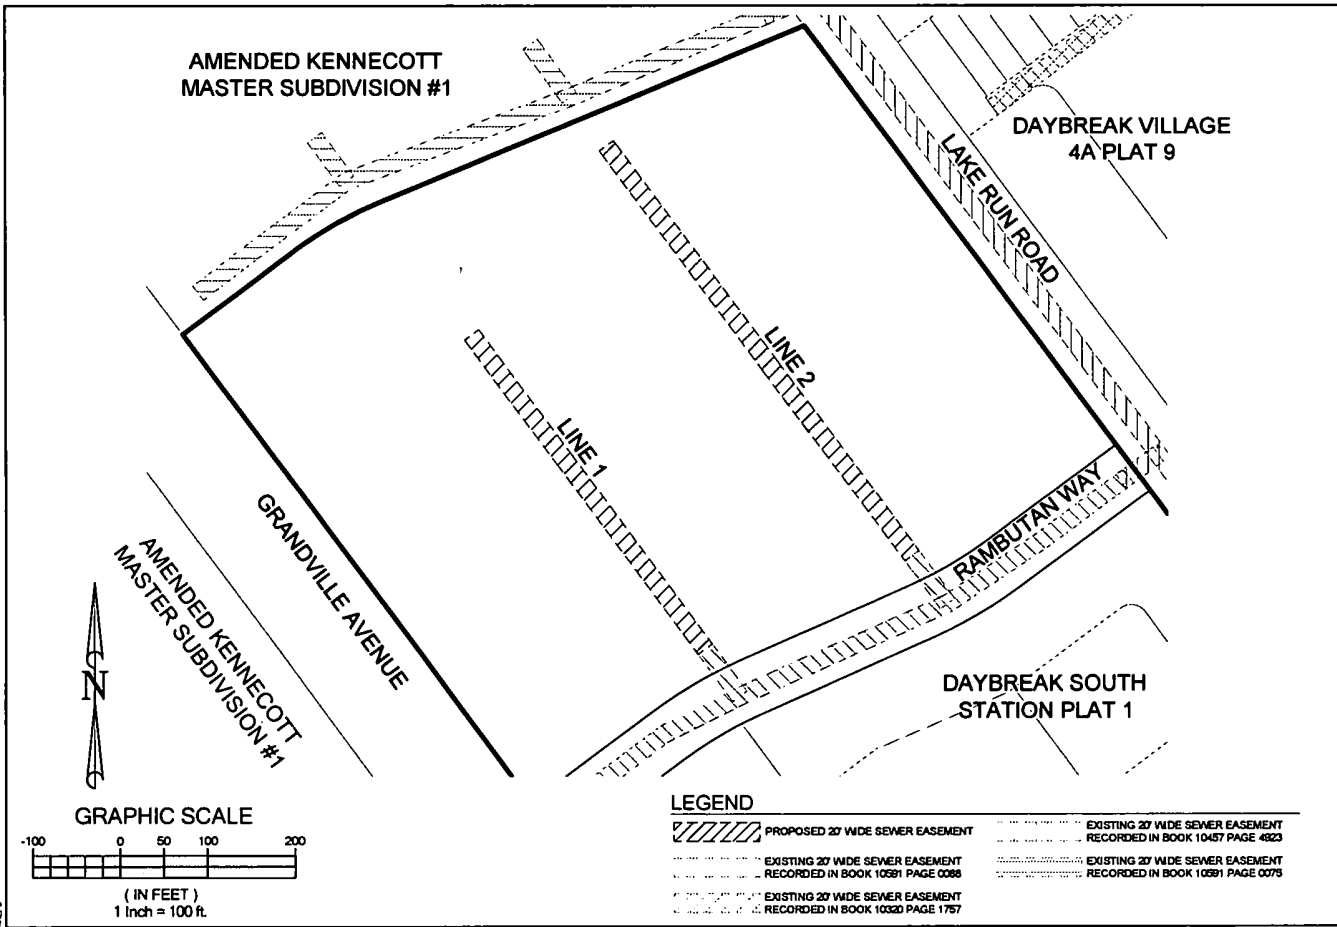 AMENDED KENNECOTT
MASTER SUBDIVISION #1
DAYBREAK VILLAGE
4A PLAT 9
LAKE RUN ROAD
LINE 2
LINE 1
RAMBUTAN WAY
GRANDVILLE AVENUE
AMENDED KENNECOTT
MASTER SUBDIVISION #1
DAYBREAK SOUTH
STATION PLAT 1
N
GRAPHIC SCALE
-100 0 50 100 200
( IN FEET )
1 Inch = 100 ft.
LEGEND
PROPOSED 20' WIDE SEWER EASEMENT
EXISTING 20' WIDE SEWER EASEMENT
RECORDED IN BOOK 10591 PAGE
EXISTING 20' WIDE SEWER EASEMENT
RECORDED IN BOOK 10320 PAGE 1757
EXISTING 20' WIDE SEWER EASEMENT
RECORDED IN BOOK 10457 PAGE 4923
EXISTING 20' WIDE SEWER EASEMENT
RECORDED IN BOOK 10591 PAGE 0075